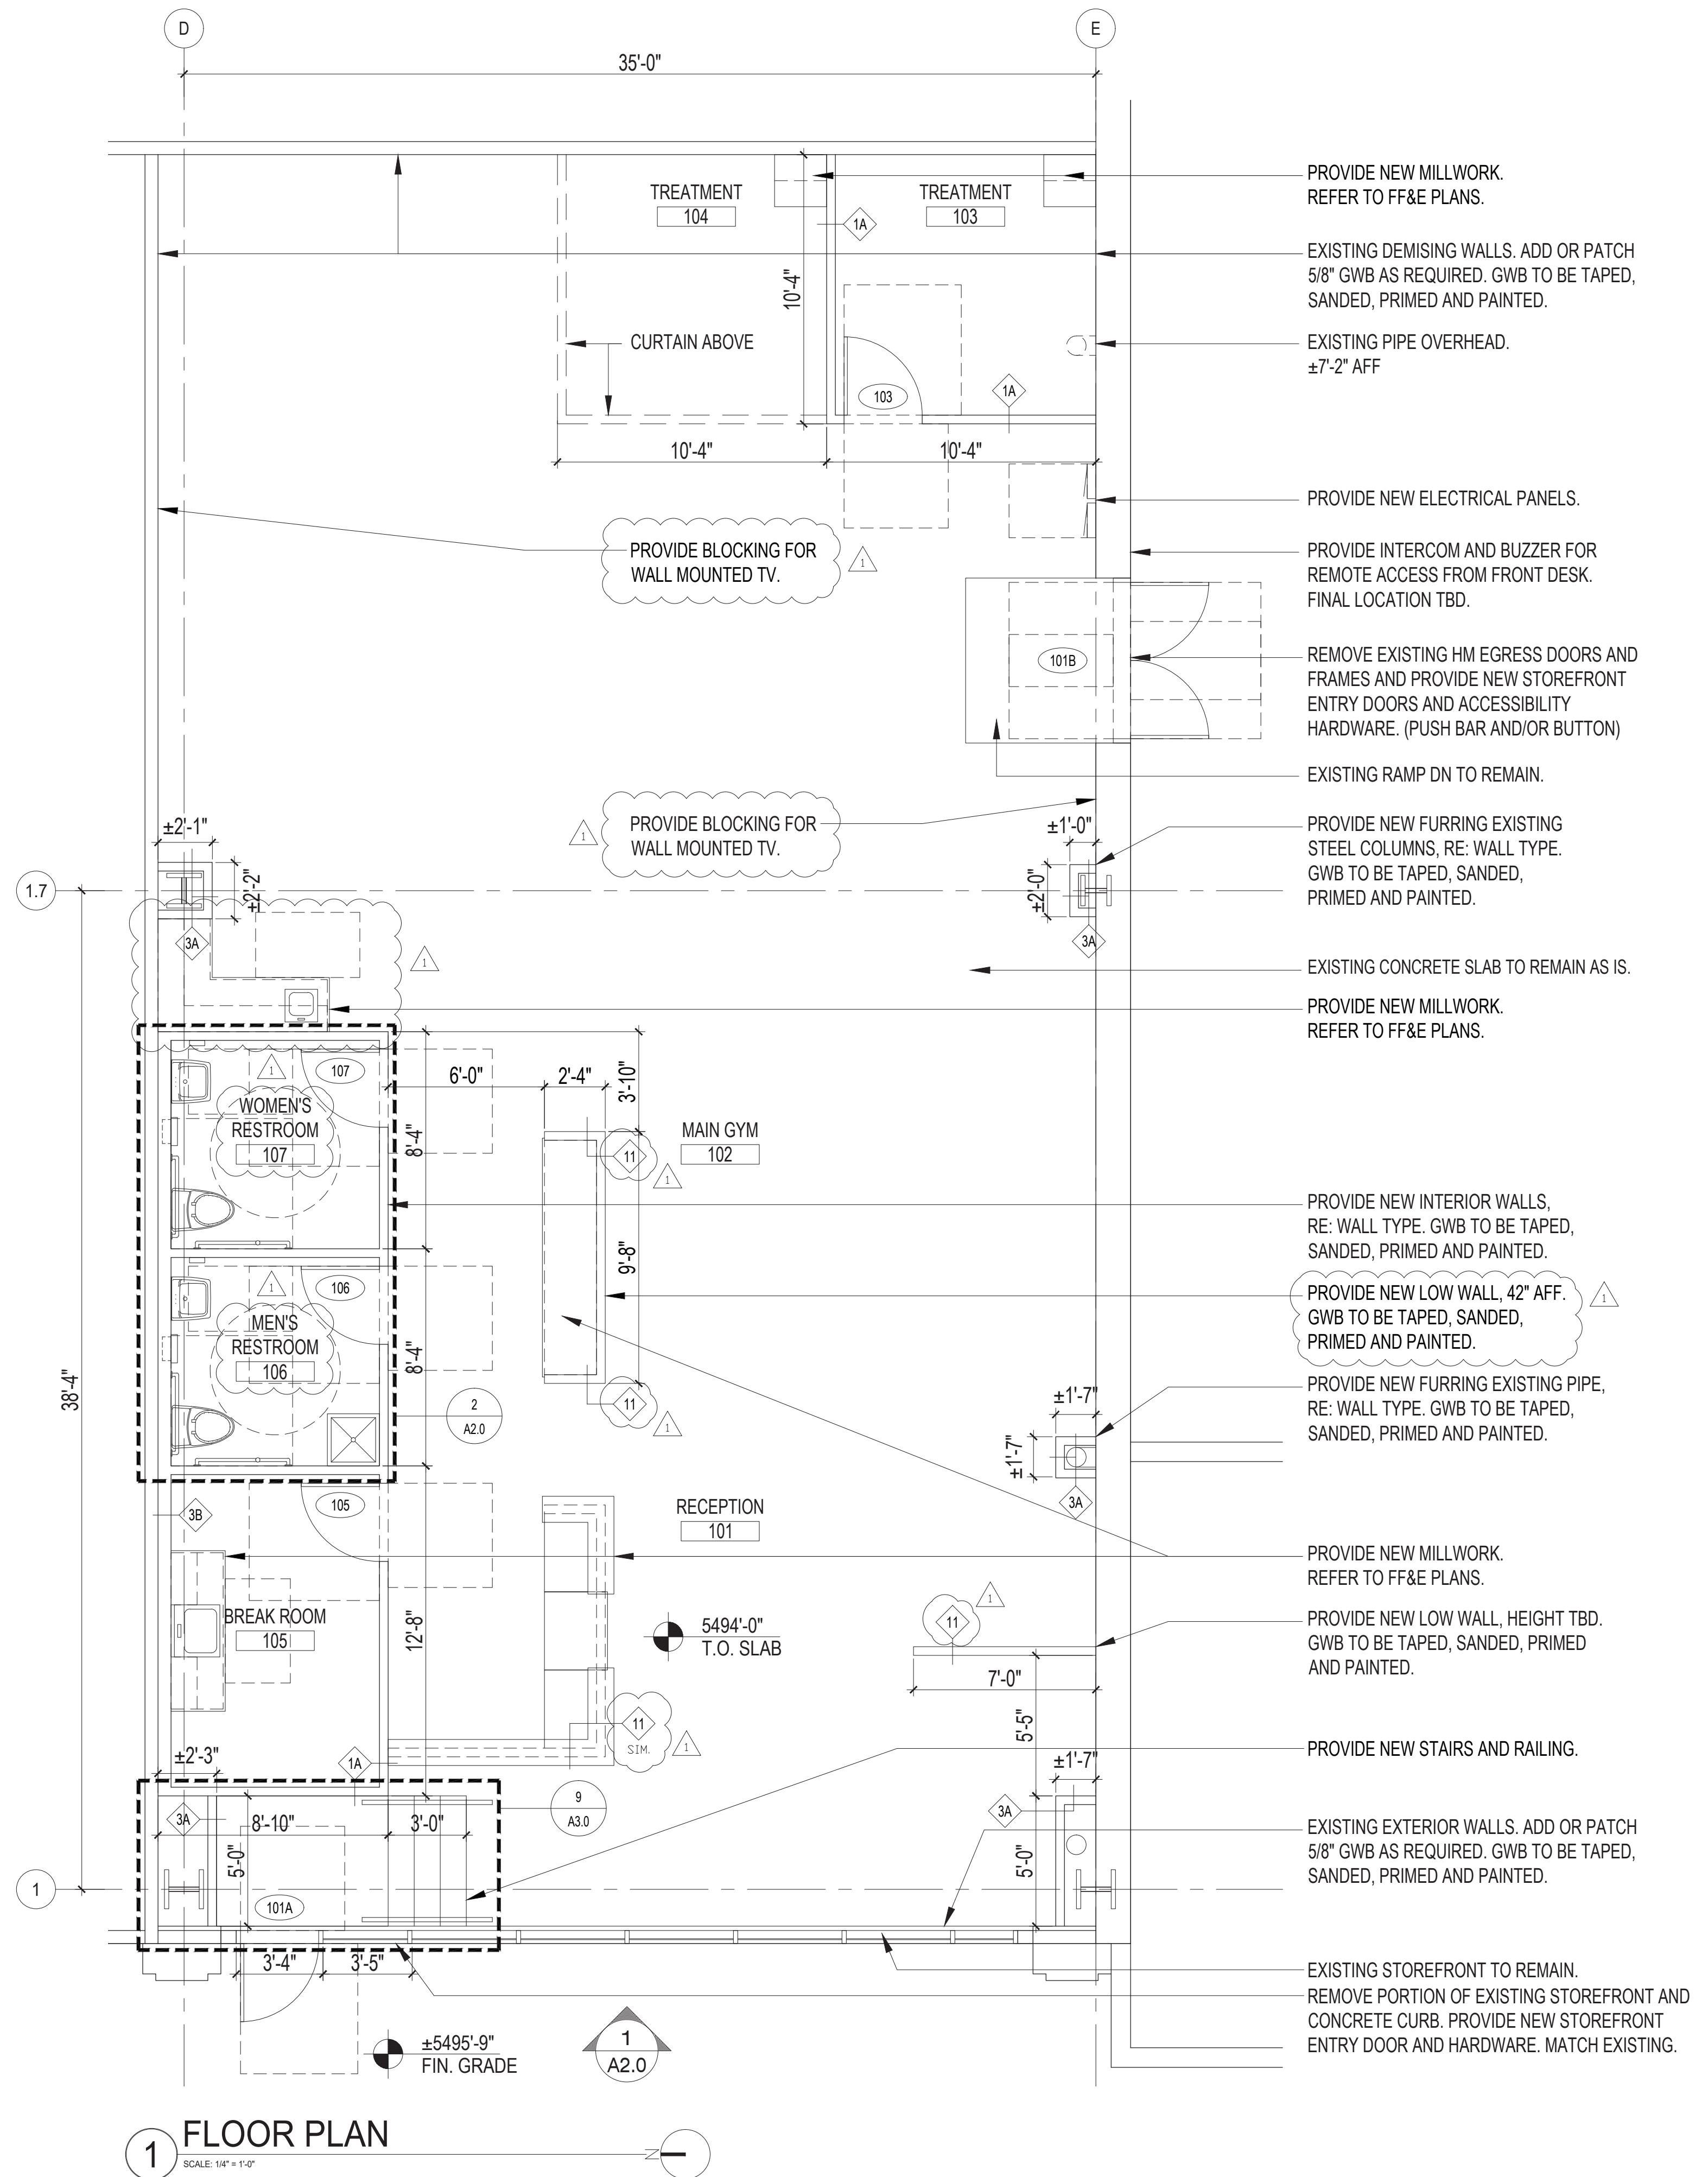 D
E
35'-0"
TREATMENT
104
TREATMENT
103
1A
10'-4"
CURTAIN ABOVE
103
1A
10'-4"
10'-4"
PROVIDE BLOCKING FOR
WALL MOUNTED TV.
1
101B
PROVIDE BLOCKING FOR
WALL MOUNTED TV.
1
±2'-1"
±2'-2"
±1'-0"
±2'-0"
1.7
3A
3A
1
107
1
WOMEN'S
RESTROOM
107
6'-0"
2'-4"
3'-10"
8'-4"
MAIN GYM
102
11
1
9'-8"
106
1
MEN'S
RESTROOM
106
8'-4"
11
1
2
A2.0
38'-4"
±1'-7"
±1'-7"
3A
3B
105
RECEPTION
101
BREAK ROOM
105
12'-8"
5494'-0"
T.O. SLAB
11
1
7'-0"
5'-5"
11
SIM.
1
±2'-3"
1A
±1'-7"
9
A3.0
3A
3A
8'-10"
3'-0"
5'-0"
5'-0"
1
101A
3'-4"
3'-5"
±5495'-9"
FIN. GRADE
1
A2.0
PROVIDE NEW MILLWORK.
REFER TO FF&E PLANS.
EXISTING DEMISING WALLS. ADD OR PATCH
5/8" GWB AS REQUIRED. GWB TO BE TAPED,
SANDED, PRIMED AND PAINTED.
EXISTING PIPE OVERHEAD.
±7'-2" AFF
PROVIDE NEW ELECTRICAL PANELS.
PROVIDE INTERCOM AND BUZZER FOR
REMOTE ACCESS FROM FRONT DESK.
FINAL LOCATION TBD.
REMOVE EXISTING HM EGRESS DOORS AND
FRAMES AND PROVIDE NEW STOREFRONT
ENTRY DOORS AND ACCESSIBILITY
HARDWARE. (PUSH BAR AND/OR BUTTON)
EXISTING RAMP DN TO REMAIN.
PROVIDE NEW FURRING EXISTING
STEEL COLUMNS, RE: WALL TYPE.
GWB TO BE TAPED, SANDED,
PRIMED AND PAINTED.
EXISTING CONCRETE SLAB TO REMAIN AS IS.
PROVIDE NEW MILLWORK.
REFER TO FF&E PLANS.
PROVIDE NEW INTERIOR WALLS,
RE: WALL TYPE. GWB TO BE TAPED,
SANDED, PRIMED AND PAINTED.
PROVIDE NEW LOW WALL, 42" AFF.
GWB TO BE TAPED, SANDED,
PRIMED AND PAINTED.
1
PROVIDE NEW FURRING EXISTING PIPE,
RE: WALL TYPE. GWB TO BE TAPED,
SANDED, PRIMED AND PAINTED.
PROVIDE NEW MILLWORK.
REFER TO FF&E PLANS.
PROVIDE NEW LOW WALL, HEIGHT TBD.
GWB TO BE TAPED, SANDED, PRIMED
AND PAINTED.
PROVIDE NEW STAIRS AND RAILING.
EXISTING EXTERIOR WALLS. ADD OR PATCH
5/8" GWB AS REQUIRED. GWB TO BE TAPED,
SANDED, PRIMED AND PAINTED.
EXISTING STOREFRONT TO REMAIN.
REMOVE PORTION OF EXISTING STOREFRONT AND
CONCRETE CURB. PROVIDE NEW STOREFRONT
ENTRY DOOR AND HARDWARE. MATCH EXISTING.
1
FLOOR PLAN
SCALE: 1/4" = 1'-0"
N